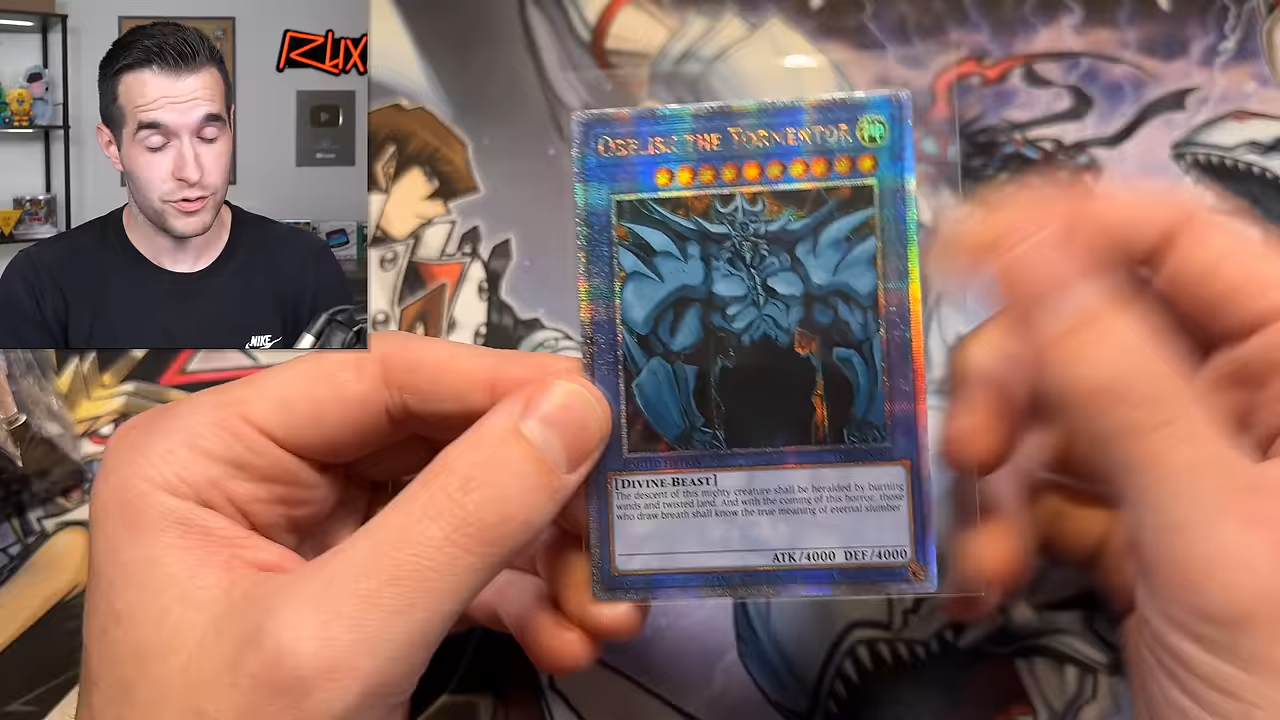 RUX
OBELISK THE TORMENTOR
LIMITED EDITION
[DIVINE-BEAST]
The descent of this mighty creature shall be heralded by burning
winds and twisted land. And with the coming of this horror, those
who draw breath shall know the true meaning of eternal slumber
ATK/4000 DEF/4000
NIKE